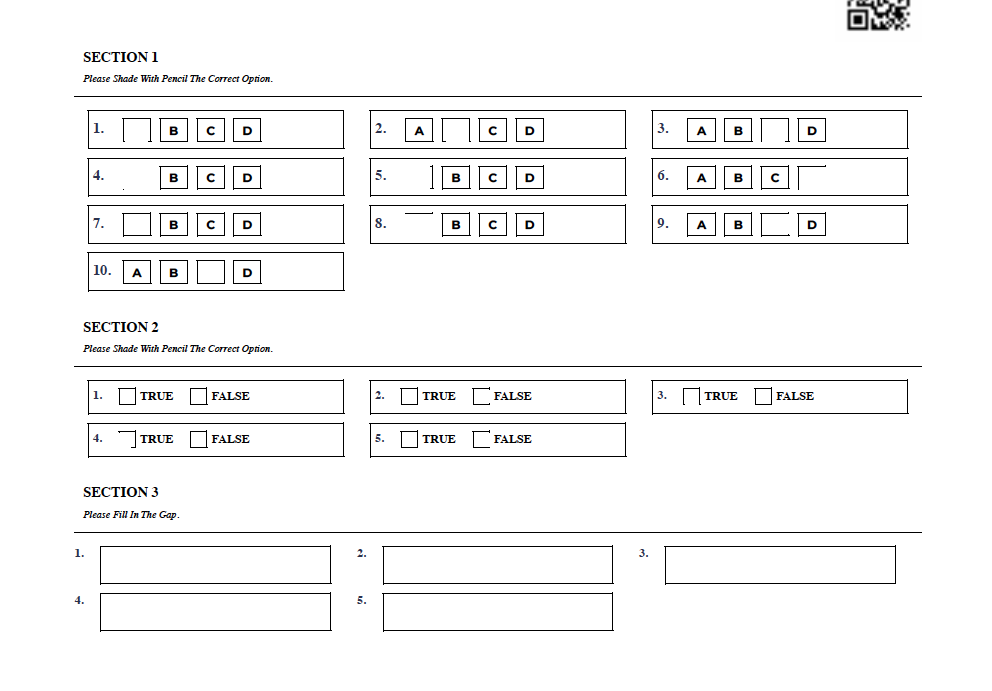 SECTION 1
Please Shade With Pencil The Correct Option.
1. B C D 2. A C D 3. A B D
4. B C D 5. B C D 6. A B C
7. B C D 8. B C D 9. A B D
10. A B D
SECTION 2
Please Shade With Pencil The Correct Option.
1. TRUE FALSE 2. TRUE FALSE 3. TRUE FALSE
4. TRUE FALSE 5. TRUE FALSE
SECTION 3
Please Fill In The Gap.
1. 2. 3.
4. 5.